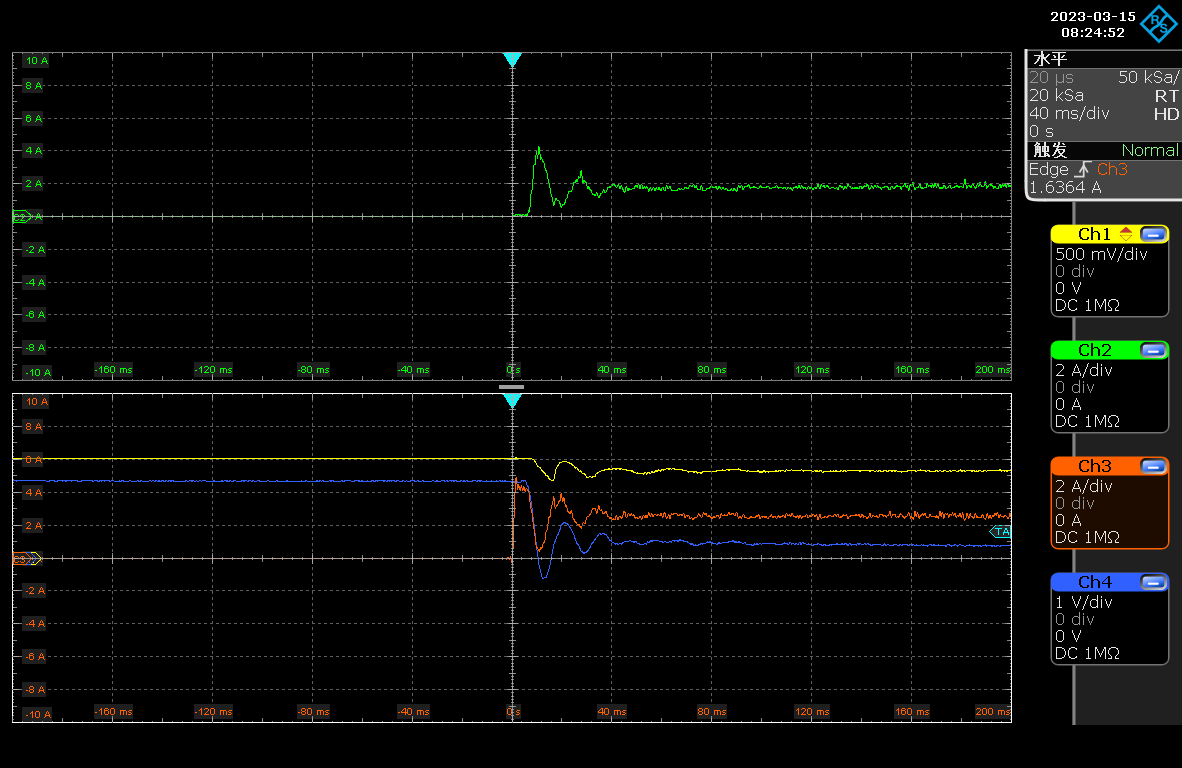 2023-03-15
08:24:52
R&S
水平
20 µs 50 kSa/
20 kSa RT
40 ms/div HD
0 s
触发 Normal
Edge Ch3
1.6364 A
Ch1
500 mV/div
0 div
0 V
DC 1MΩ
Ch2
2 A/div
0 div
0 A
DC 1MΩ
Ch3
2 A/div
0 div
0 A
DC 1MΩ
Ch4
1 V/div
0 div
0 V
DC 1MΩ
10 A
8 A
6 A
4 A
2 A
C2 A
-2 A
-4 A
-6 A
-8 A
-10 A
-160 ms -120 ms -80 ms -40 ms 0 s 40 ms 80 ms 120 ms 160 ms 200 ms
10 A
8 A
6 A
4 A
2 A
TA
C3
-2 A
-4 A
-6 A
-8 A
-10 A
-160 ms -120 ms -80 ms -40 ms 0 s 40 ms 80 ms 120 ms 160 ms 200 ms